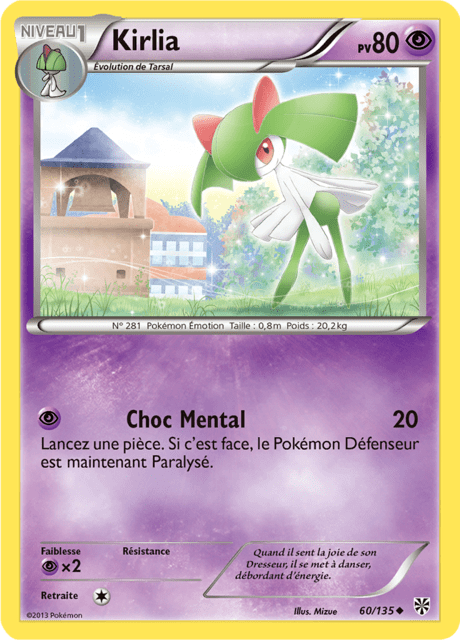 NIVEAU 1
Kirlia
PV 80
Évolution de Tarsal
N° 281 Pokémon Émotion Taille : 0,8m Poids : 20,2kg
Choc Mental 20
Lancez une pièce. Si c'est face, le Pokémon Défenseur
est maintenant Paralysé.
Faiblesse
×2
Résistance
Retraite
Quand il sent la joie de son
Dresseur, il se met à danser,
débordant d'énergie.
Illus. Mizue
60/135
©2013 Pokémon